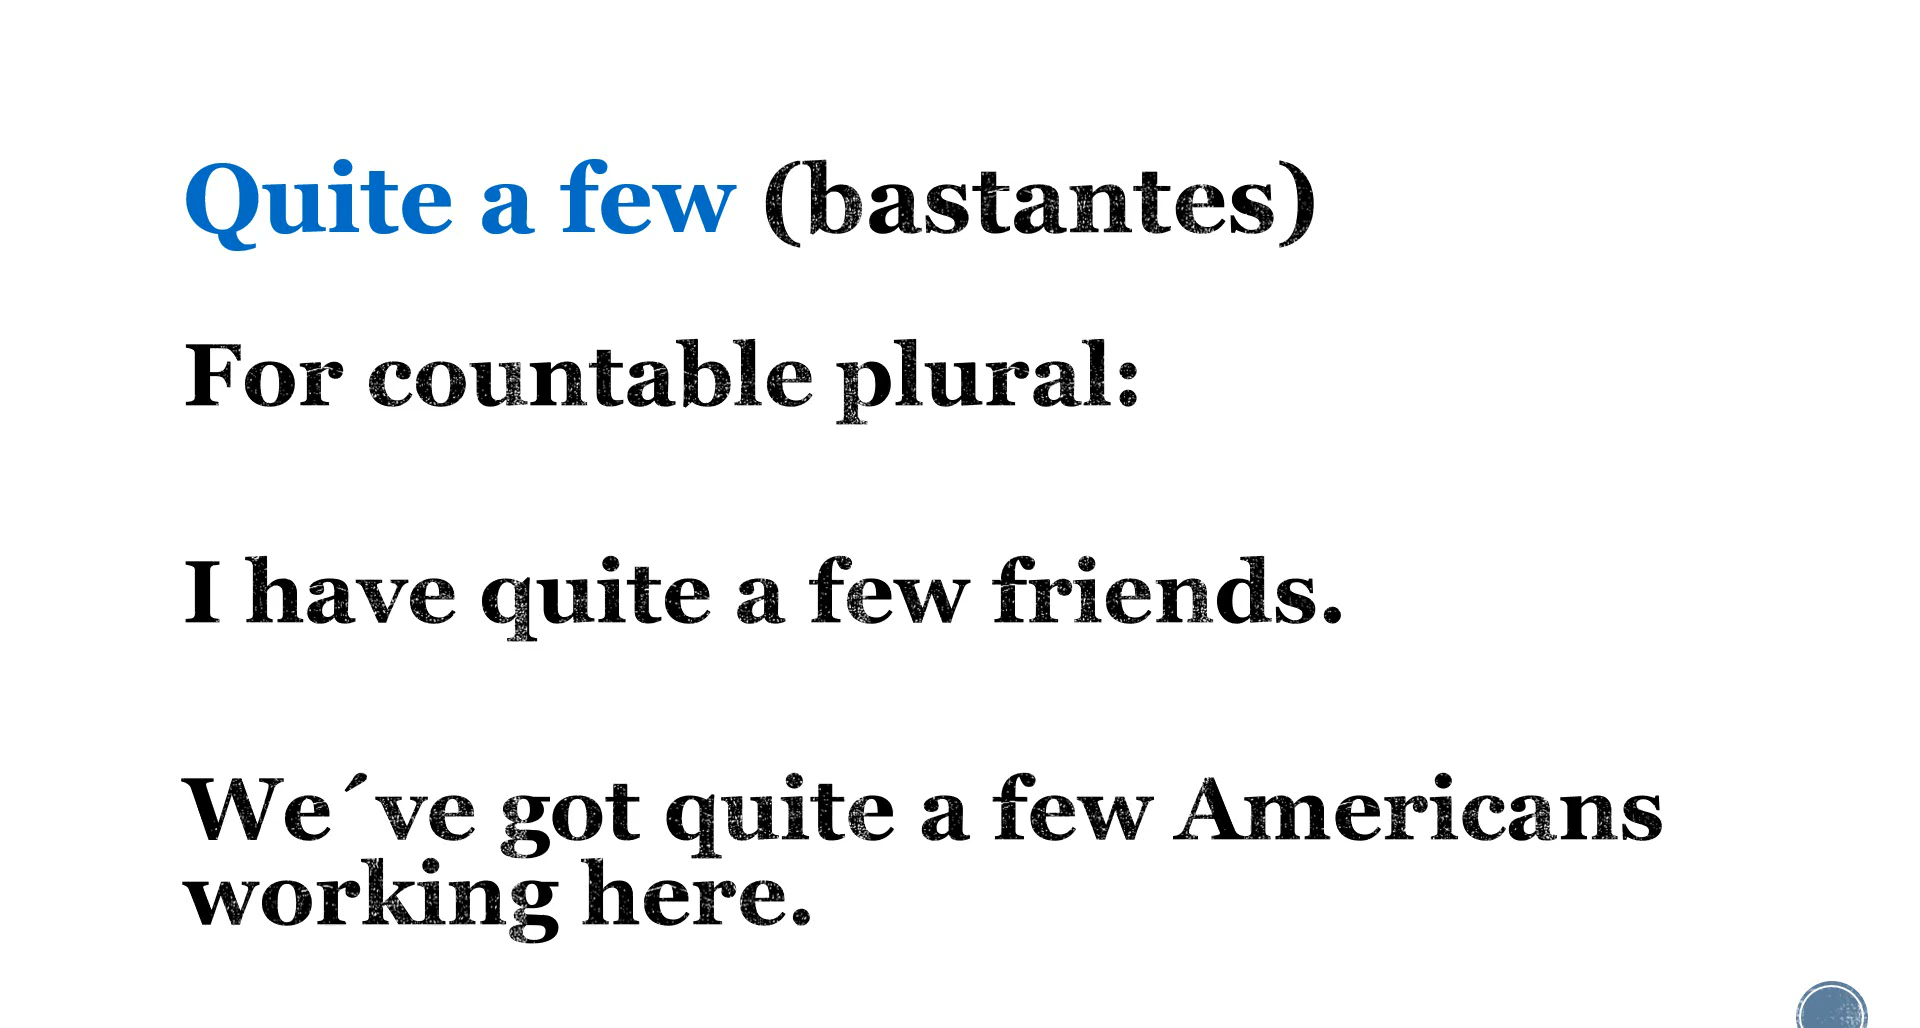 Quite a few (bastantes)
For countable plural:
I have quite a few friends.
We´ve got quite a few Americans
working here.